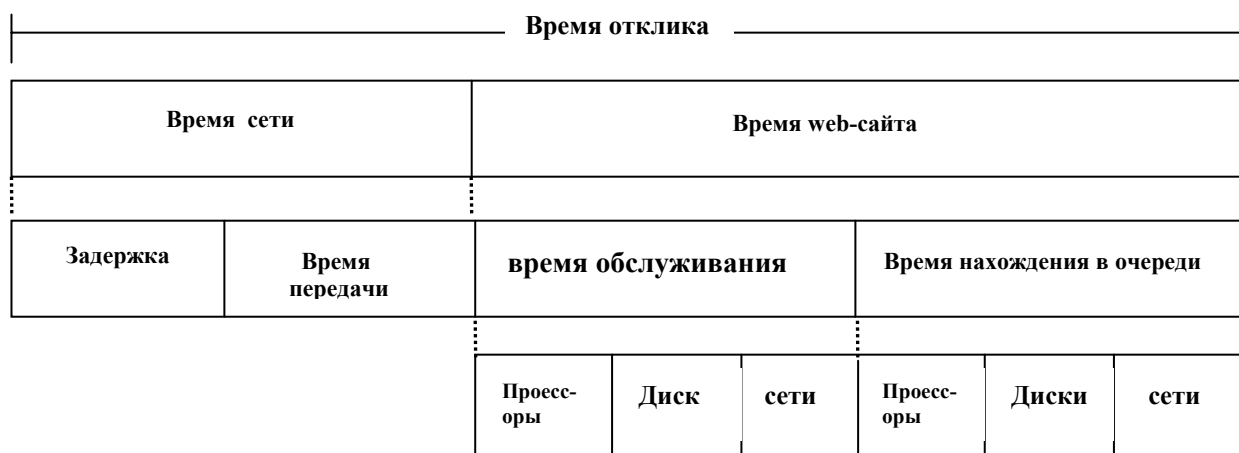 Время отклика
Время сети
Время web-сайта
Задержка
Время
передачи
время обслуживания
Время нахождения в очереди
Проесс-
оры
Диск
сети
Проесс-
оры
Диски
сети